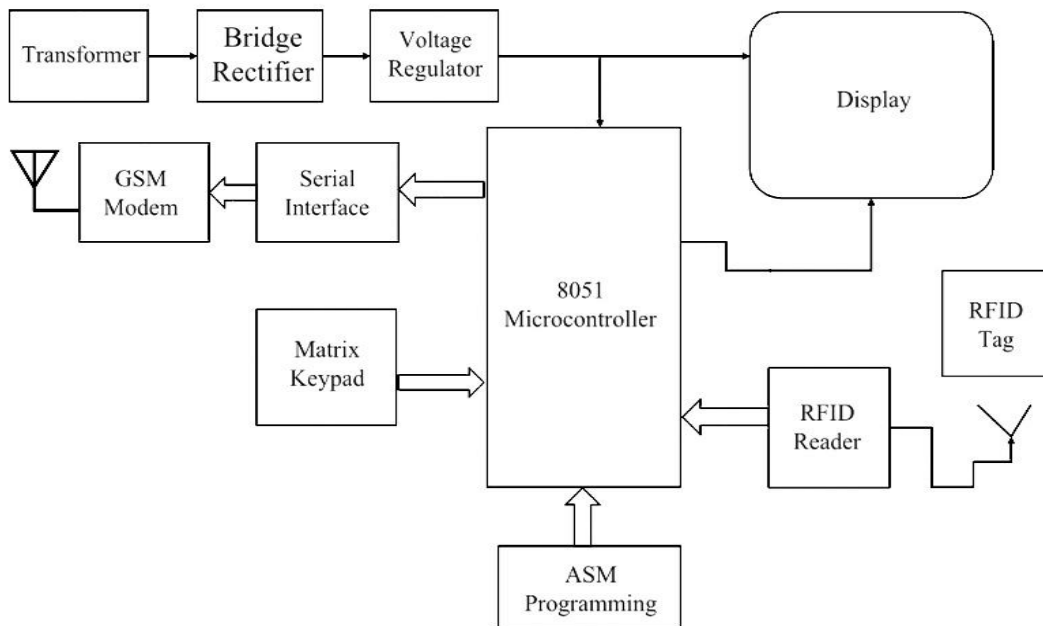 Transformer
Bridge
Rectifier
Voltage
Regulator
Display
GSM
Modem
Serial
Interface
8051
Microcontroller
RFID
Tag
Matrix
Keypad
RFID
Reader
ASM
Programming